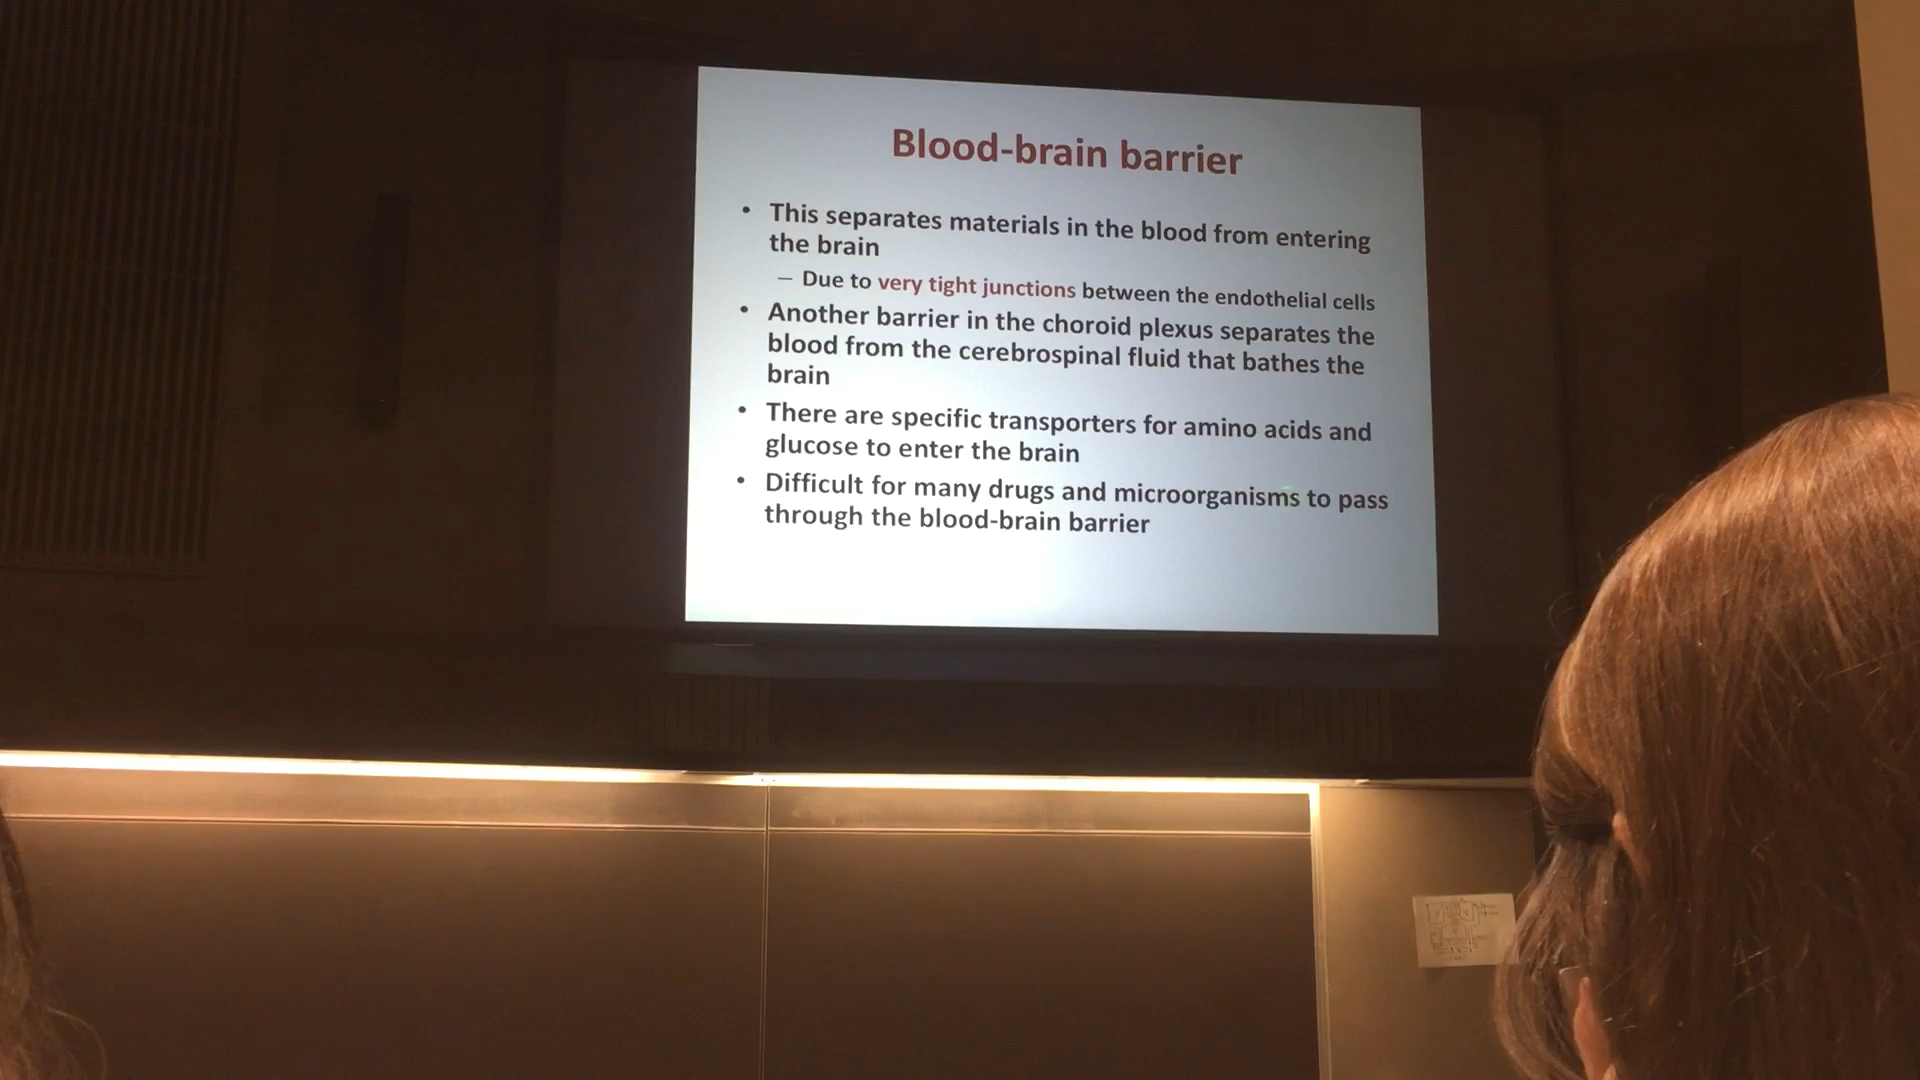 Blood-brain barrier
• This separates materials in the blood from entering
the brain
– Due to very tight junctions between the endothelial cells
• Another barrier in the choroid plexus separates the
blood from the cerebrospinal fluid that bathes the
brain
• There are specific transporters for amino acids and
glucose to enter the brain
• Difficult for many drugs and microorganisms to pass
through the blood-brain barrier